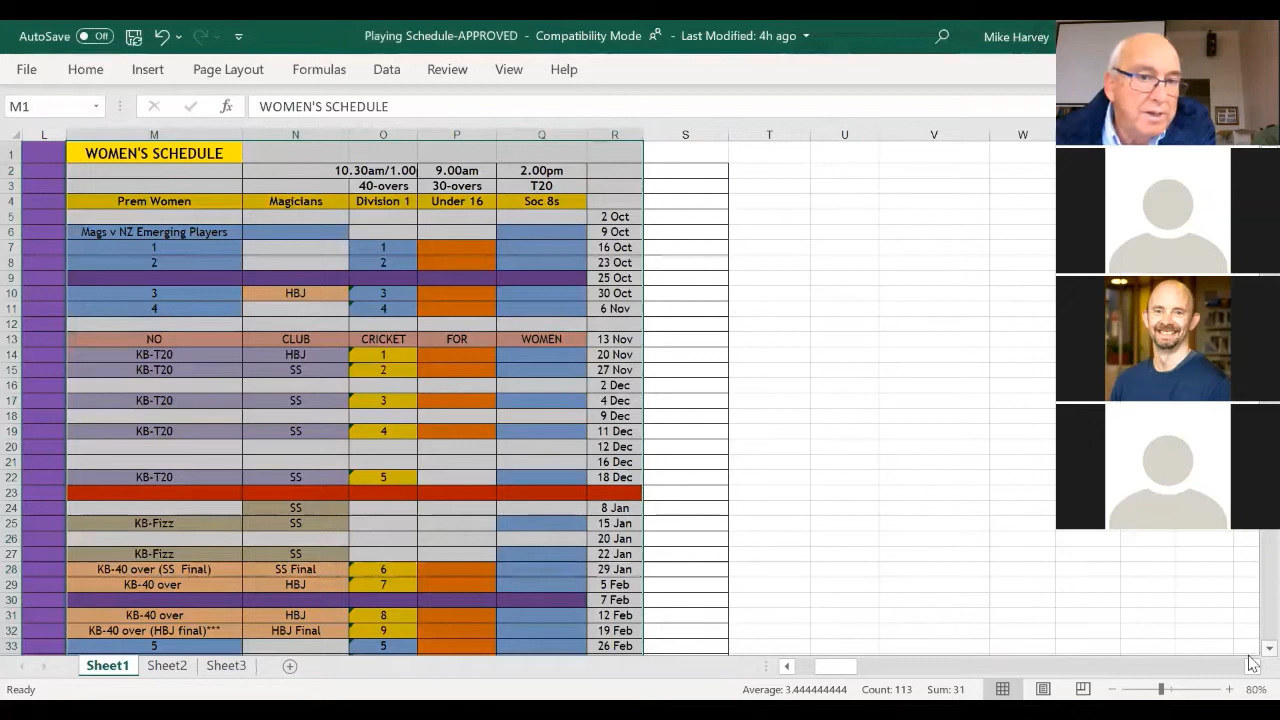 AutoSave Off Playing Schedule-APPROVED - Compatibility Mode - Last Modified: 4h ago Mike Harvey
File Home Insert Page Layout Formulas Data Review View Help
M1 fx WOMEN'S SCHEDULE
L M N O P Q R S T U V W
1 WOMEN'S SCHEDULE
2 10.30am/1.00 9.00am 2.00pm
3 40-overs 30-overs T20
4 Prem Women Magicians Division 1 Under 16 Soc 8s
5 2 Oct
6 Mags v NZ Emerging Players 9 Oct
7 1 1 16 Oct
8 2 2 23 Oct
9 25 Oct
10 3 HBJ 3 30 Oct
11 4 4 6 Nov
12
13 NO CLUB CRICKET FOR WOMEN 13 Nov
14 KB-T20 HBJ 1 20 Nov
15 KB-T20 SS 2 27 Nov
16 2 Dec
17 KB-T20 SS 3 4 Dec
18 9 Dec
19 KB-T20 SS 4 11 Dec
20 12 Dec
21 16 Dec
22 KB-T20 SS 5 18 Dec
23
24 SS 8 Jan
25 KB-Fizz SS 15 Jan
26 20 Jan
27 KB-Fizz SS 22 Jan
28 KB-40 over (SS Final) SS Final 6 29 Jan
29 KB-40 over HBJ 7 5 Feb
30 7 Feb
31 KB-40 over HBJ 8 12 Feb
32 KB-40 over (HBJ final)*** HBJ Final 9 19 Feb
33 5 5 26 Feb
Sheet1 Sheet2 Sheet3
Ready Average: 3.444444444 Count: 113 Sum: 31 80%